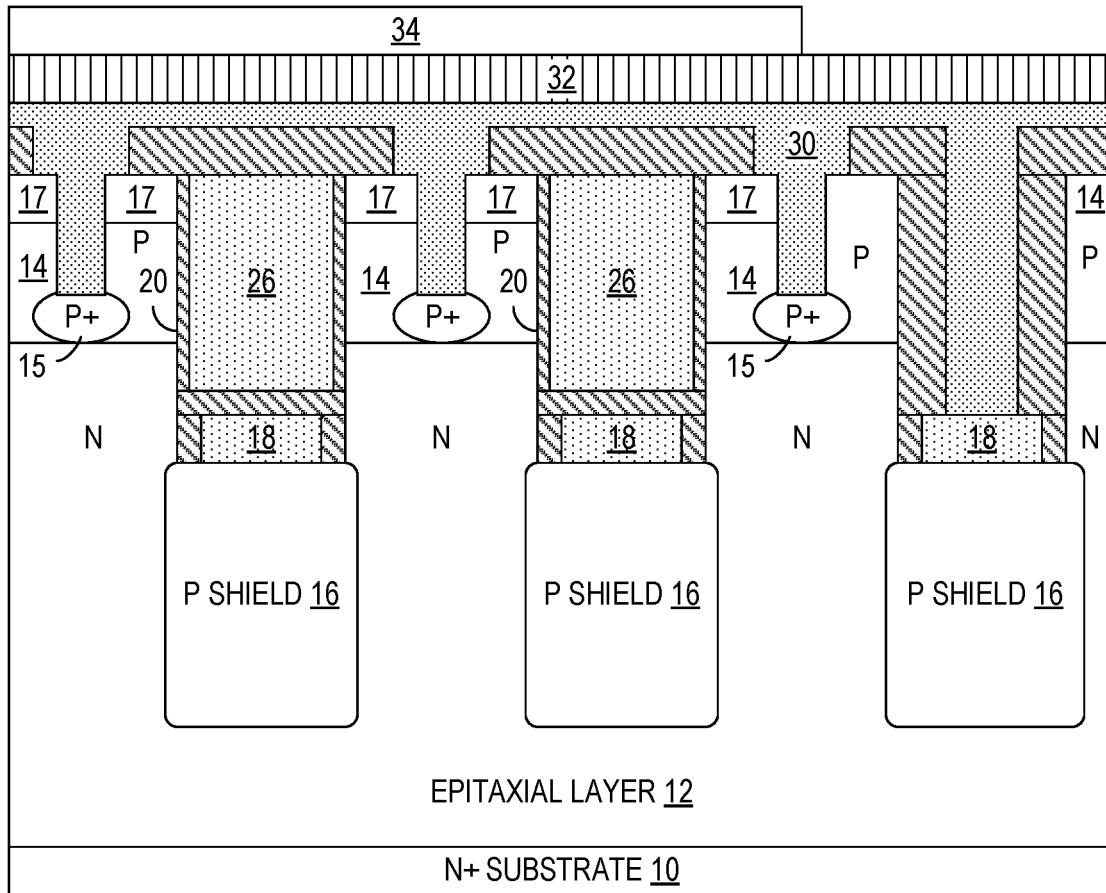 34
32
30
17 17 17 17 17 14
P P P P
14 20 26 14 20 26 14
P+ P+ P+
15 15
N N N N
18 18 18
P SHIELD 16 P SHIELD 16 P SHIELD 16
EPITAXIAL LAYER 12
N+ SUBSTRATE 10